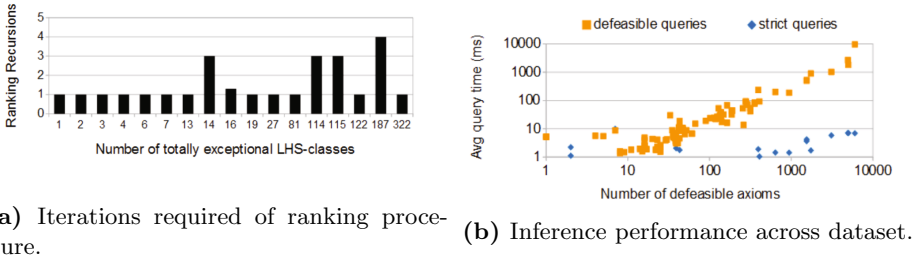 Ranking Recursions
5
4
3
2
1
0
1 2 3 4 6 7 13 14 16 19 27 81 114 115 122 187 322
Number of totally exceptional LHS-classes
a) Iterations required of ranking proce-
ure.
defeasible queries strict queries
Avg query time (ms)
10000
1000
100
10
1
1 10 100 1000 10000
Number of defeasible axioms
(b) Inference performance across dataset.